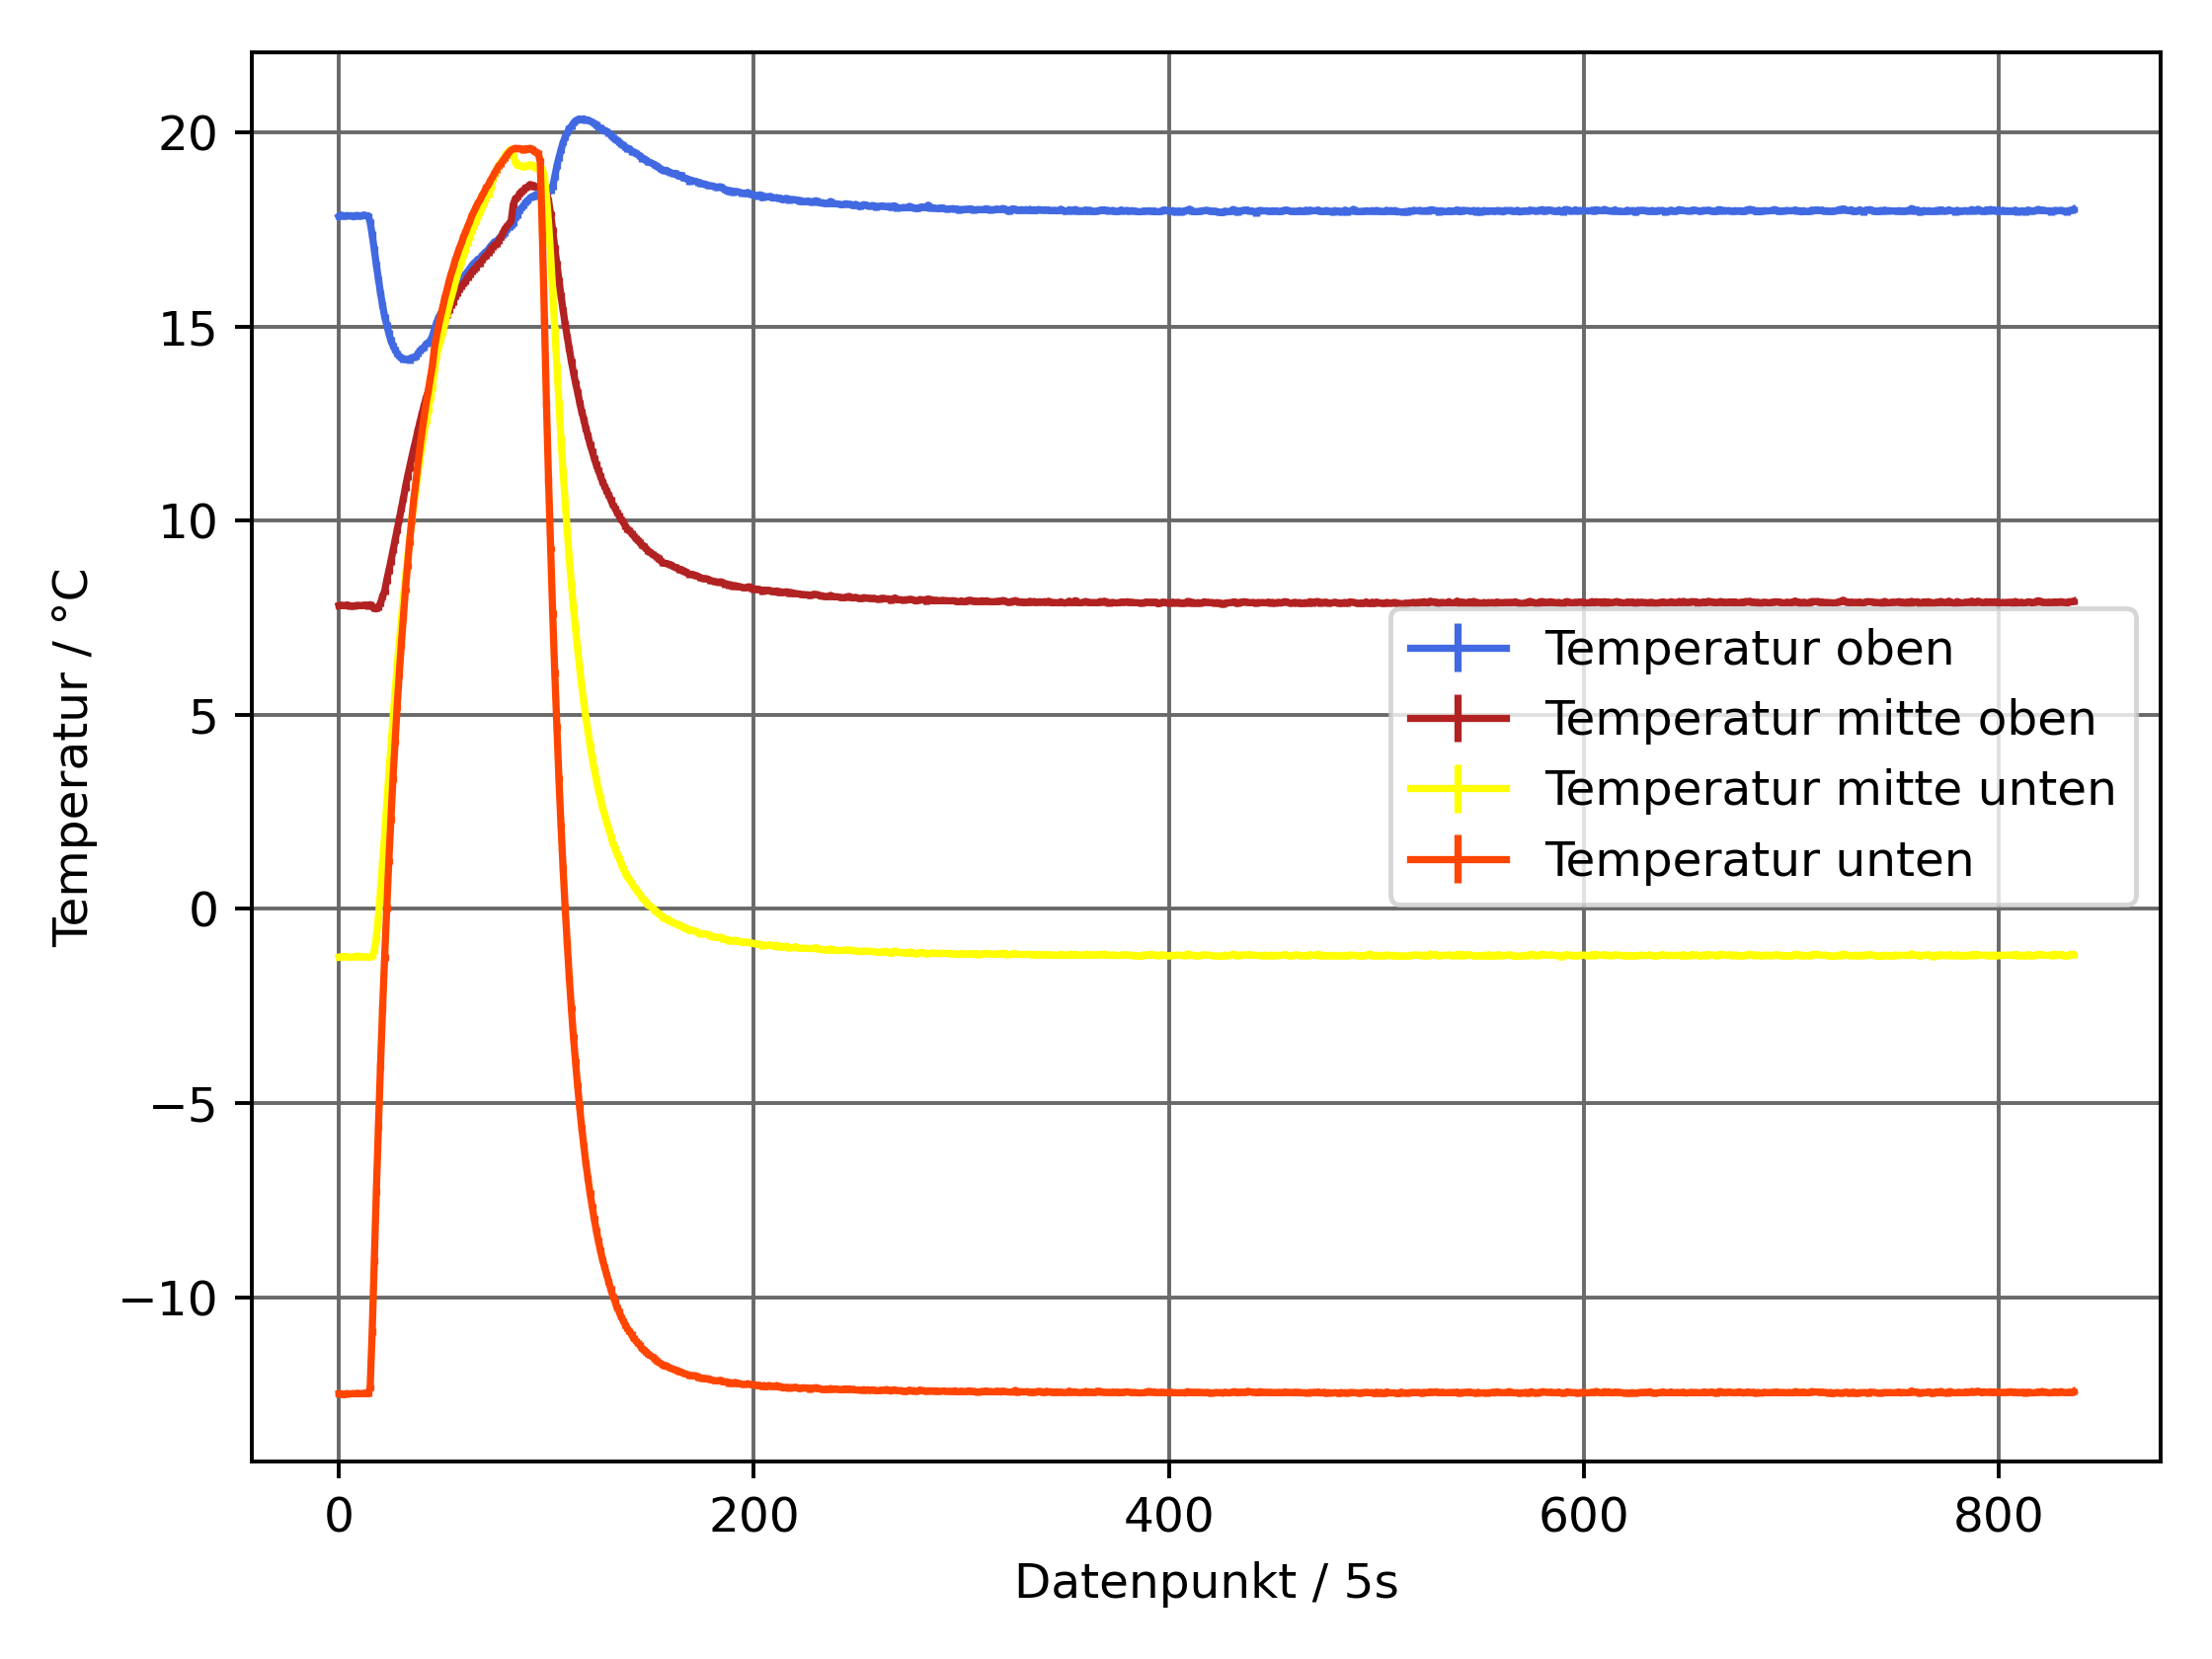 20
15
10
5
0
−5
−10
Temperatur / °C
Temperatur oben
Temperatur mitte oben
Temperatur mitte unten
Temperatur unten
0 200 400 600 800
Datenpunkt / 5s